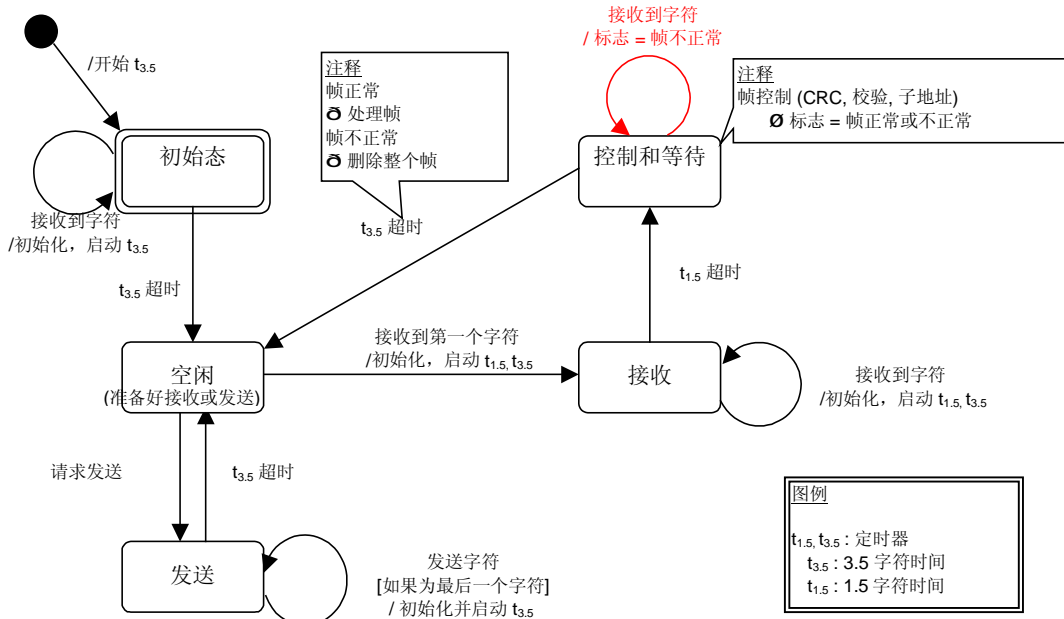 /开始 t3.5
接收到字符
/ 标志 = 帧不正常
注释
帧正常
ð 处理帧
帧不正常
ð 删除整个帧
注释
帧控制 (CRC, 校验, 子地址)
Ø 标志 = 帧正常或不正常
初始态
控制和等待
接收到字符
/初始化，启动 t3.5
t3.5 超时
t3.5 超时
t1.5 超时
接收到第一个字符
/初始化，启动 t1.5, t3.5
空闲
(准备好接收或发送)
接收
接收到字符
/初始化，启动 t1.5, t3.5
请求发送
t3.5 超时
发送
发送字符
[如果为最后一个字符]
/ 初始化并启动 t3.5
图例
t1.5, t3.5 : 定时器
t3.5 : 3.5 字符时间
t1.5 : 1.5 字符时间